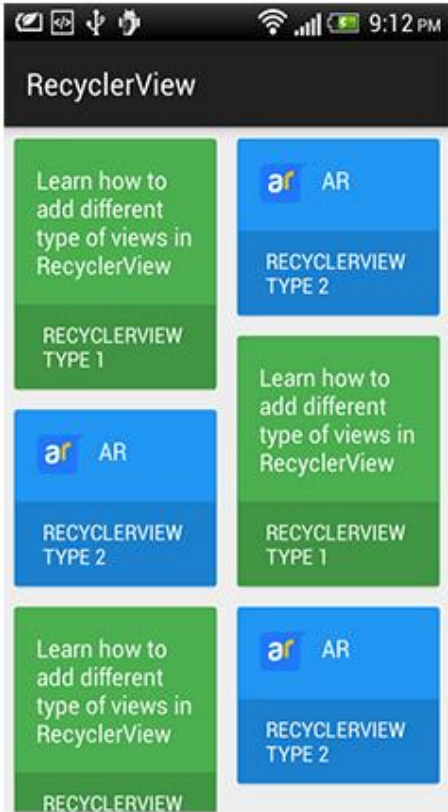 9:12 PM
RecyclerView
Learn how to
add different
type of views in
RecyclerView
RECYCLERVIEW
TYPE 1
ar AR
RECYCLERVIEW
TYPE 2
ar AR
RECYCLERVIEW
TYPE 2
Learn how to
add different
type of views in
RecyclerView
RECYCLERVIEW
TYPE 1
Learn how to
add different
type of views in
RecyclerView
RECYCLERVIEW
ar AR
RECYCLERVIEW
TYPE 2